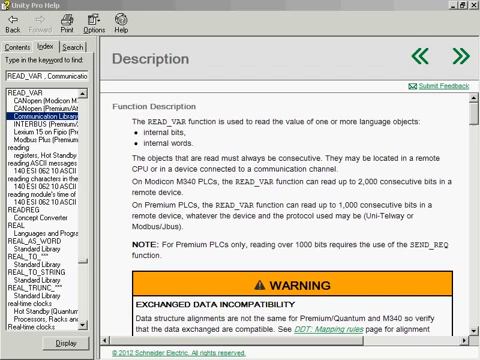 Unity Pro Help
Back
Forward
Print
Options
Help
Contents
Index
Search
Type in the keyword to find:
READ_VAR , Communicatio
READ_VAR
CANopen (Modicon M
CANopen (Premium/At
Communication Library
INTERBUS (Premium/
Lexium 15 on Fipio (Pre
Modbus Plus (Premium
reading
registers, Hot Standby
reading ASCII messages
140 ESI 062 10 ASCII
reading characters in the
140 ESI 062 10 ASCII
reading module's time of
140 ESI 062 10 ASCII
READREG
Concept Converter
REAL
Languages and Progra
REAL_AS_WORD
Standard Library
REAL_TO_***
Standard Library
REAL_TO_STRING
Standard Library
REAL_TRUNC_***
Standard Library
real-time clocks
Hot Standby (Quantum
Premium, Racks and
Real-time clocks
Display
Description
Submit Feedback
Function Description
The READ_VAR function is used to read the value of one or more language objects:
• internal bits,
• internal words.
The objects that are read must always be consecutive. They may be located in a remote
CPU or in a device connected to a communication channel.
On Modicon M340 PLCs, the READ_VAR function can read up to 2,000 consecutive bits in a
remote device.
On Premium PLCs, the READ_VAR function can read up to 1,000 consecutive bits in a
remote device, whatever the device and the protocol used may be (Uni-Telway or
Modbus/Jbus).
NOTE: For Premium PLCs only, reading over 1000 bits requires the use of the SEND_REQ
function.
WARNING
EXCHANGED DATA INCOMPATIBILITY
Data structure alignments are not the same for Premium/Quantum and M340 so verify
that the data exchanged are compatible. See DDT: Mapping rules page for alignment
© 2012 Schneider Electric. All rights reserved.